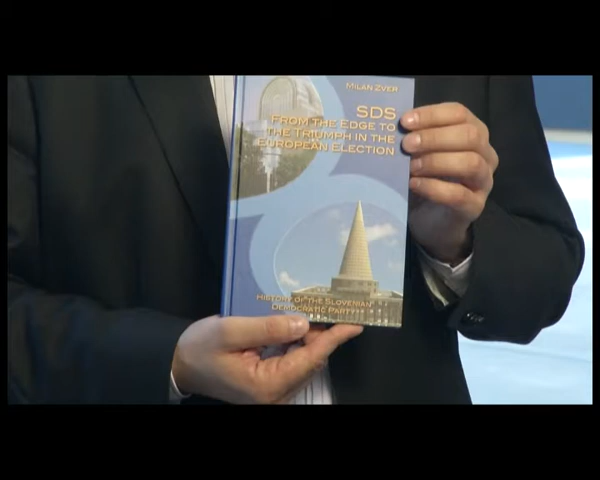 MILAN ZVER
SDS
FROM THE EDGE TO
THE TRIUMPH IN THE
EUROPEAN ELECTION
HISTORY OF THE SLOVENIAN
DEMOCRATIC PARTY